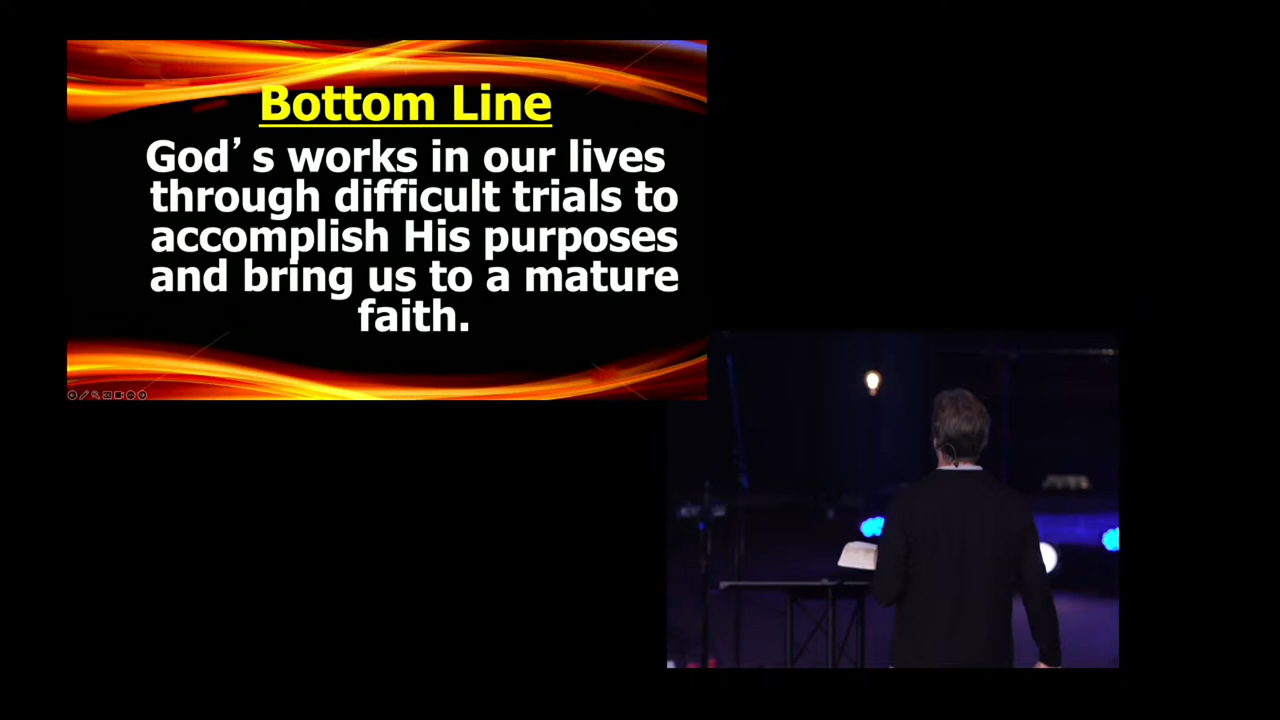 Bottom Line
God’s works in our lives
through difficult trials to
accomplish His purposes
and bring us to a mature
faith.